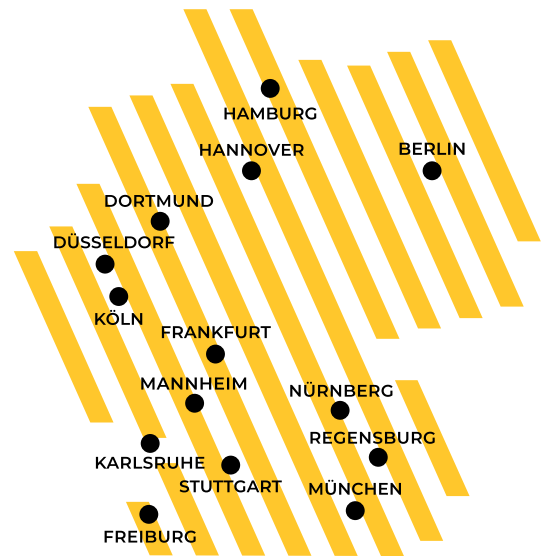 HAMBURG
HANNOVER
BERLIN
DORTMUND
DÜSSELDORF
KÖLN
FRANKFURT
MANNHEIM
NÜRNBERG
REGENSBURG
KARLSRUHE
STUTTGART
MÜNCHEN
FREIBURG